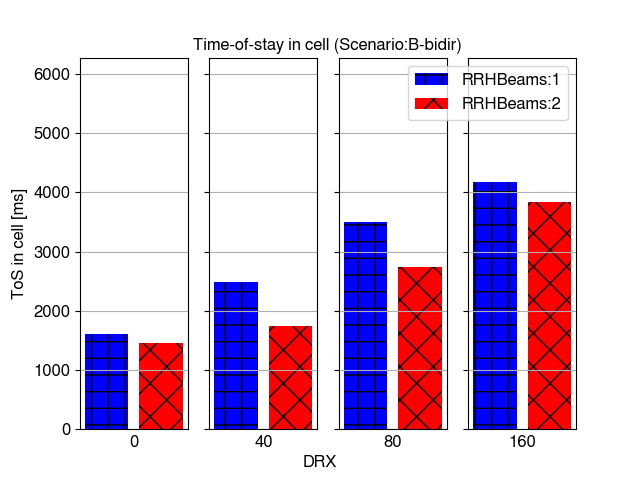 Time-of-stay in cell (Scenario:B-bidir)
RRHBeams:1
RRHBeams:2
6000
5000
4000
3000
2000
1000
0
ToS in cell [ms]
0 40 80 160
DRX